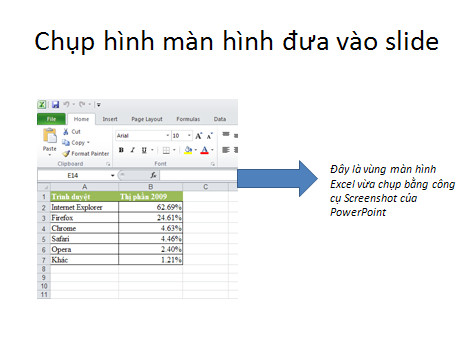 Chụp hình màn hình đưa vào slide
File Home Insert Page Layout Formulas Data
Paste
Cut
Copy
Format Painter
Clipboard
Arial 10 A A
B I U A
Font
E14 fx
A B C
1 Trình duyệt Thị phần 2009
2 Internet Explorer 62.69%
3 Firefox 24.61%
4 Chrome 4.63%
5 Safari 4.46%
6 Opera 2.40%
7 Khác 1.21%
8
9
10
11
Đây là vùng màn hình
Excel vừa chụp bằng công
cụ Screenshot của
PowerPoint